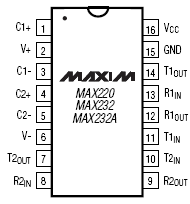 C1+ 1 16 VCC
V+ 2 15 GND
C1- 3 MAXIM 14 T1OUT
C2+ 4 MAX220 13 R1IN
C2- 5 MAX232 12 R1OUT
V- 6 MAX232A 11 T1IN
T2OUT 7 10 T2IN
R2IN 8 9 R2OUT